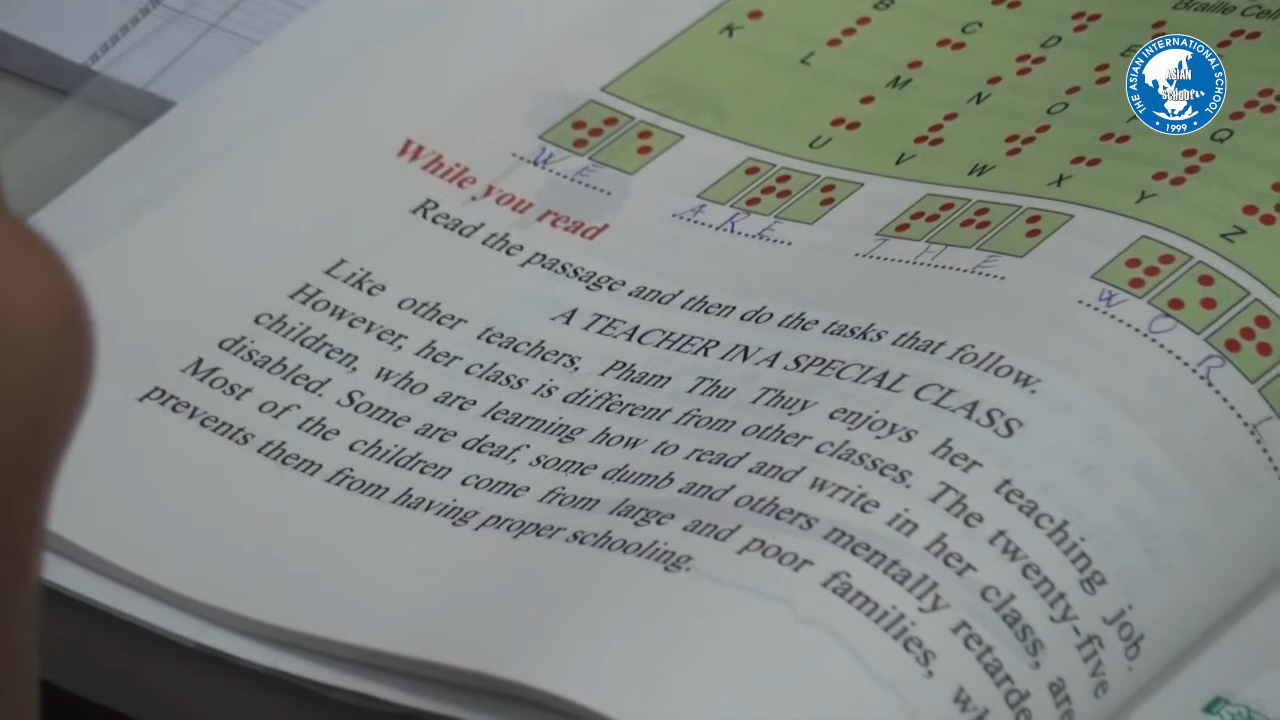 Braille Cell
B C D E
K L M N O Q
U V W X Y Z
W E A R E T H E W O R
While you read
Read the passage and then do the tasks that follow.
A TEACHER IN A SPECIAL CLASS
Like other teachers, Pham Thu Thuy enjoys her teaching job.
However, her class is different from other classes. The twenty-five
children, who are learning how to read and write in her class, are
disabled. Some are deaf, some dumb and others mentally
Most of the children come from large and poor families,
prevents them from having proper schooling.
THE ASIAN INTERNATIONAL SCHOOL
ASIAN
SCHOOL
1999